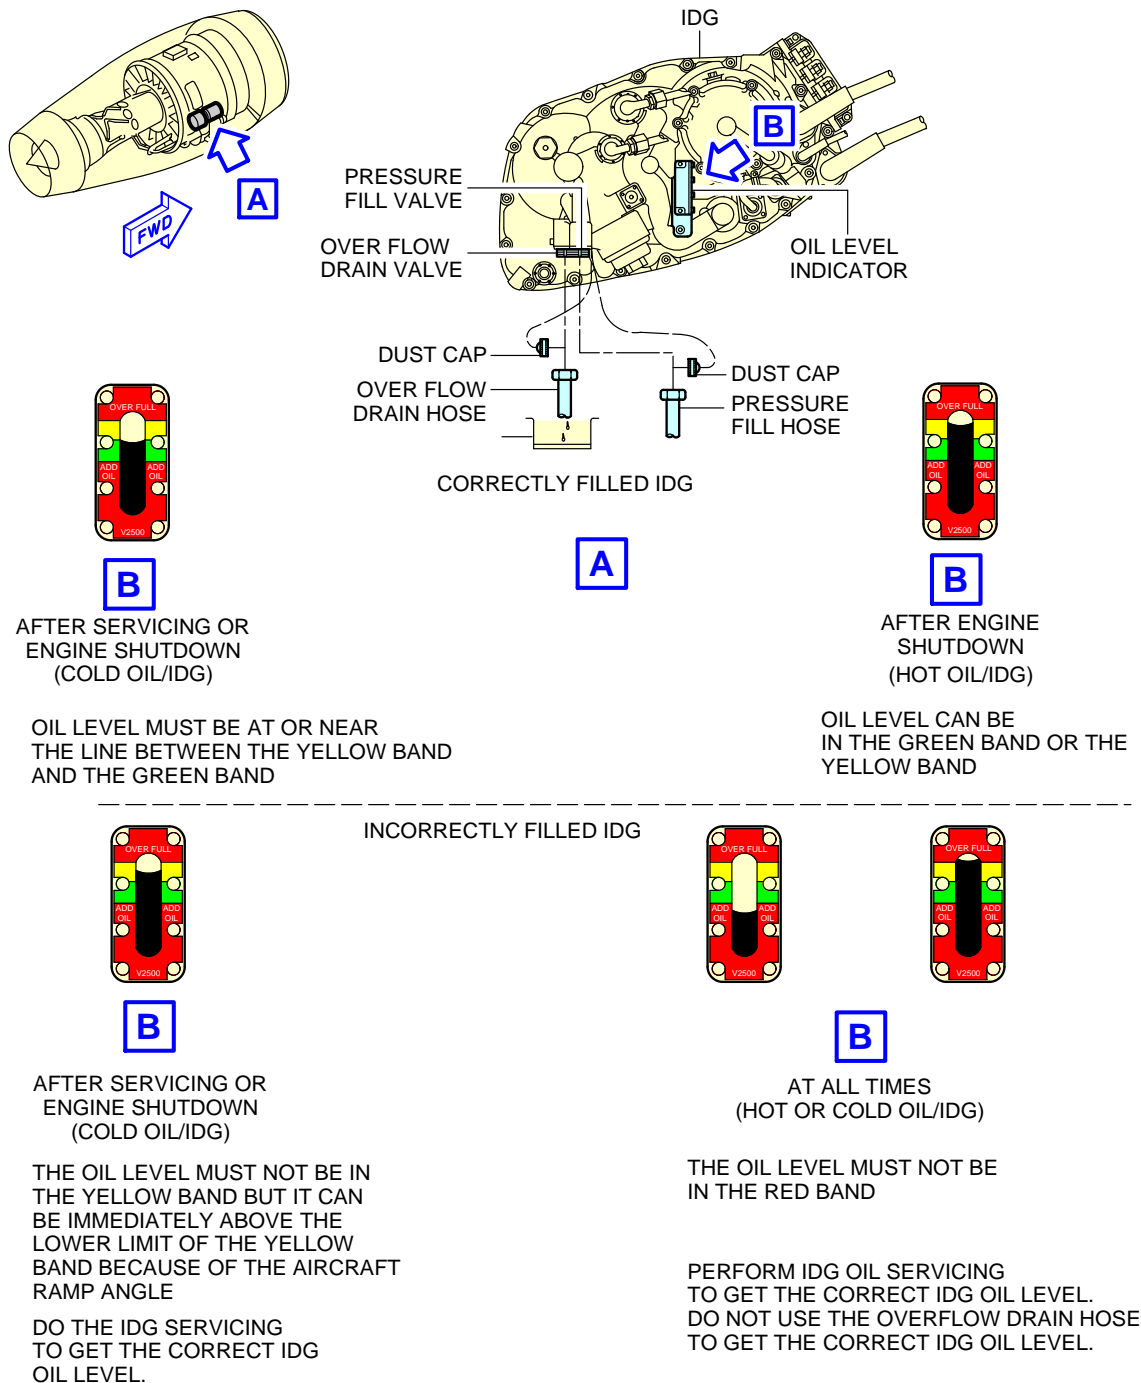 IDG
B
A
FWD
PRESSURE
FILL VALVE
OVER FLOW
DRAIN VALVE
OIL LEVEL
INDICATOR
DUST CAP
OVER FLOW
DRAIN HOSE
DUST CAP
PRESSURE
FILL HOSE
CORRECTLY FILLED IDG
A
OVER FULL
ADD ADD
OIL OIL
V2500
B
AFTER SERVICING OR
ENGINE SHUTDOWN
(COLD OIL/IDG)
OIL LEVEL MUST BE AT OR NEAR
THE LINE BETWEEN THE YELLOW BAND
AND THE GREEN BAND
OVER FULL
ADD ADD
OIL OIL
V2500
B
AFTER ENGINE
SHUTDOWN
(HOT OIL/IDG)
OIL LEVEL CAN BE
IN THE GREEN BAND OR THE
YELLOW BAND
INCORRECTLY FILLED IDG
OVER FULL
ADD ADD
OIL OIL
V2500
B
AFTER SERVICING OR
ENGINE SHUTDOWN
(COLD OIL/IDG)
THE OIL LEVEL MUST NOT BE IN
THE YELLOW BAND BUT IT CAN
BE IMMEDIATELY ABOVE THE
LOWER LIMIT OF THE YELLOW
BAND BECAUSE OF THE AIRCRAFT
RAMP ANGLE
DO THE IDG SERVICING
TO GET THE CORRECT IDG
OIL LEVEL.
OVER FULL
ADD ADD
OIL OIL
V2500
OVER FULL
ADD ADD
OIL OIL
V2500
B
AT ALL TIMES
(HOT OR COLD OIL/IDG)
THE OIL LEVEL MUST NOT BE
IN THE RED BAND
PERFORM IDG OIL SERVICING
TO GET THE CORRECT IDG OIL LEVEL.
DO NOT USE THE OVERFLOW DRAIN HOSE
TO GET THE CORRECT IDG OIL LEVEL.